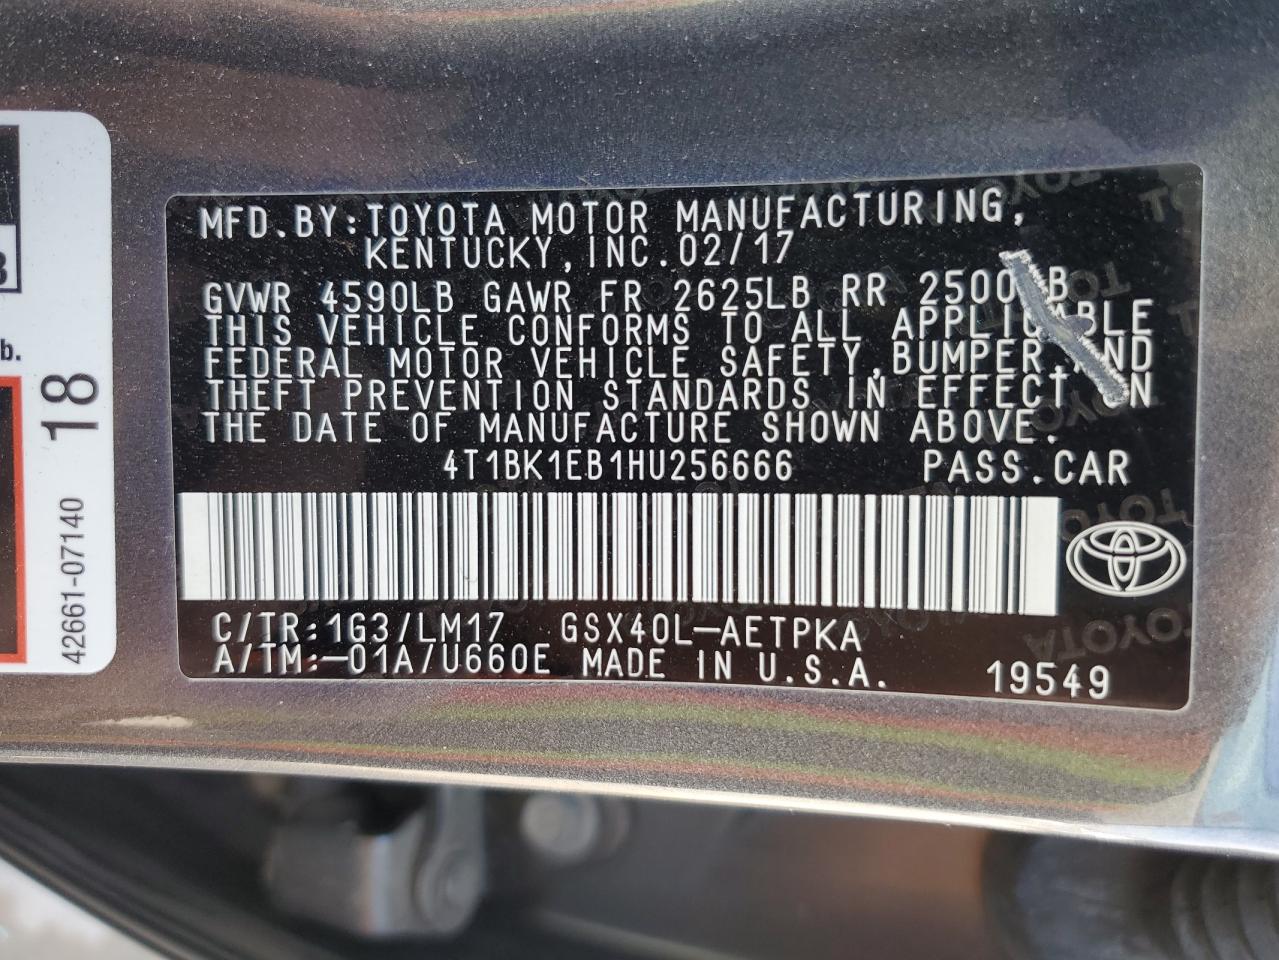 MFD.BY:TOYOTA MOTOR MANUFACTURING,
KENTUCKY,INC.02/17
GVWR 4590LB GAWR FR 2625LB RR 2500LB
THIS VEHICLE CONFORMS TO ALL APPLICABLE
FEDERAL MOTOR VEHICLE SAFETY,BUMPER,AND
THEFT PREVENTION STANDARDS IN EFFECT ON
THE DATE OF MANUFACTURE SHOWN ABOVE.
4T1BK1EB1HU256666 PASS.CAR
C/TR:1G3/LM17 GSX40L-AETPKA
A/TM:-01A/U660E MADE IN U.S.A. 19549
b.
18
42661-07140
TOYOTA